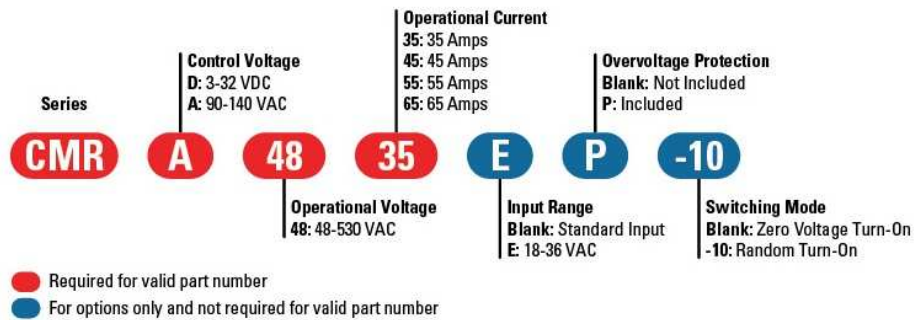 Operational Current
35: 35 Amps
45: 45 Amps
55: 55 Amps
65: 65 Amps
Control Voltage
D: 3-32 VDC
A: 90-140 VAC
Overvoltage Protection
Blank: Not Included
P: Included
Series
CMR A 48 35 E P -10
Operational Voltage
48: 48-530 VAC
Input Range
Blank: Standard Input
E: 18-36 VAC
Switching Mode
Blank: Zero Voltage Turn-On
-10: Random Turn-On
Required for valid part number
For options only and not required for valid part number